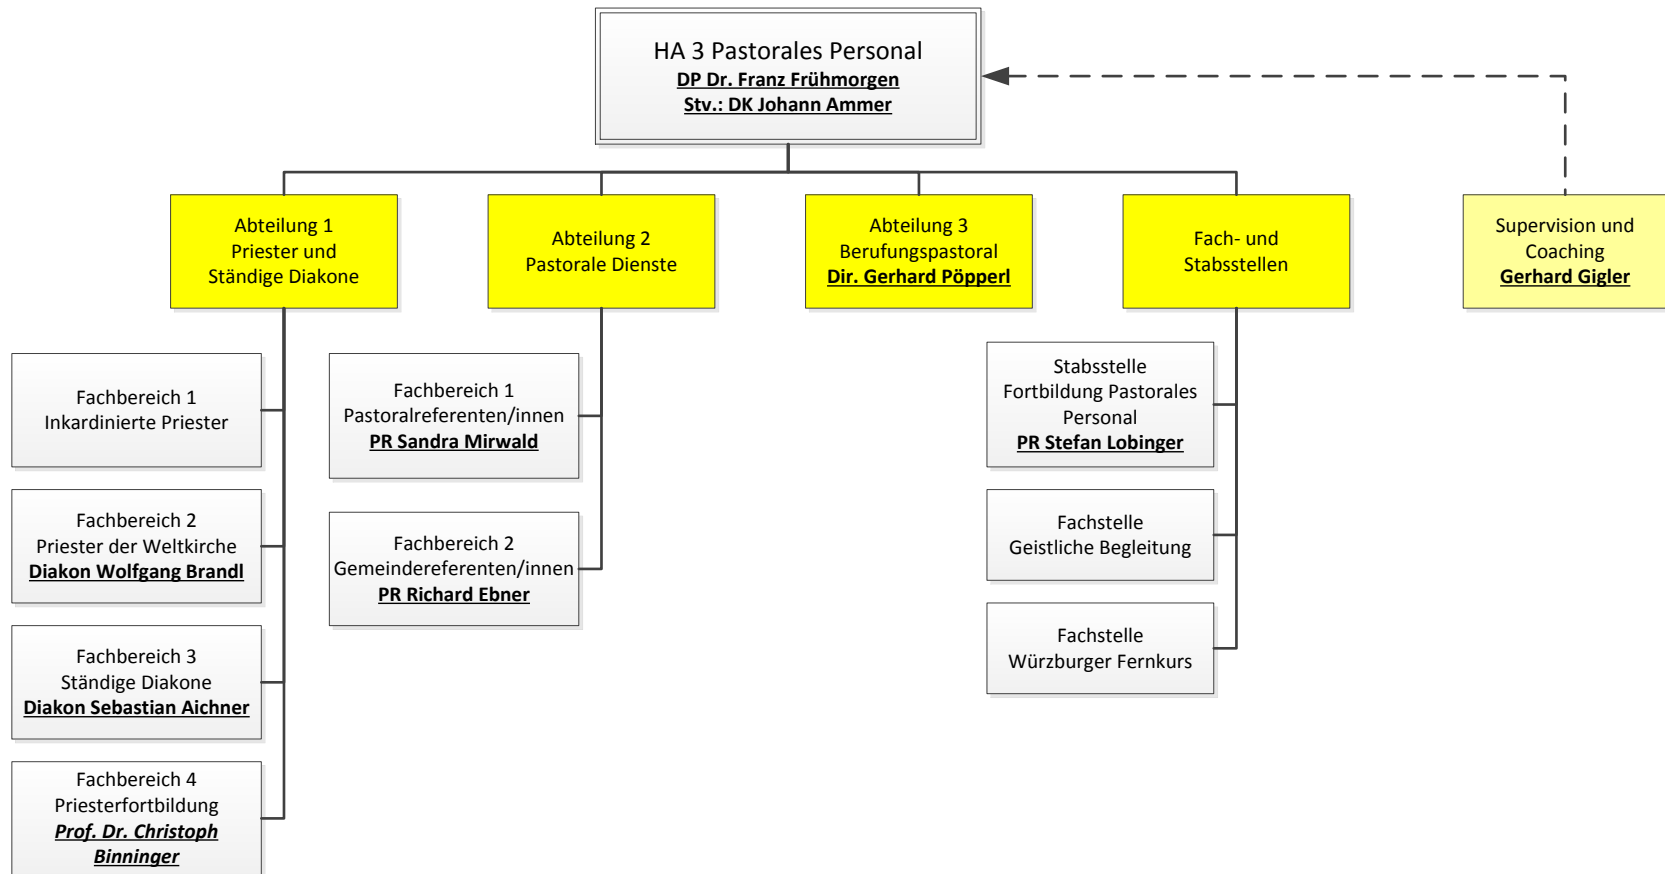 HA 3 Pastorales Personal
DP Dr. Franz Frühmorgen
Stv.: DK Johann Ammer
Abteilung 1
Priester und
Ständige Diakone
Abteilung 2
Pastorale Dienste
Abteilung 3
Berufungspastoral
Dir. Gerhard Pöpperl
Fach- und
Stabsstellen
Supervision und
Coaching
Gerhard Gigler
Fachbereich 1
Inkardinierte Priester
Fachbereich 2
Priester der Weltkirche
Diakon Wolfgang Brandl
Fachbereich 3
Ständige Diakone
Diakon Sebastian Aichner
Fachbereich 4
Priesterfortbildung
Prof. Dr. Christoph
Binninger
Fachbereich 1
Pastoralreferenten/innen
PR Sandra Mirwald
Fachbereich 2
Gemeindereferenten/innen
PR Richard Ebner
Stabsstelle
Fortbildung Pastorales
Personal
PR Stefan Lobinger
Fachstelle
Geistliche Begleitung
Fachstelle
Würzburger Fernkurs